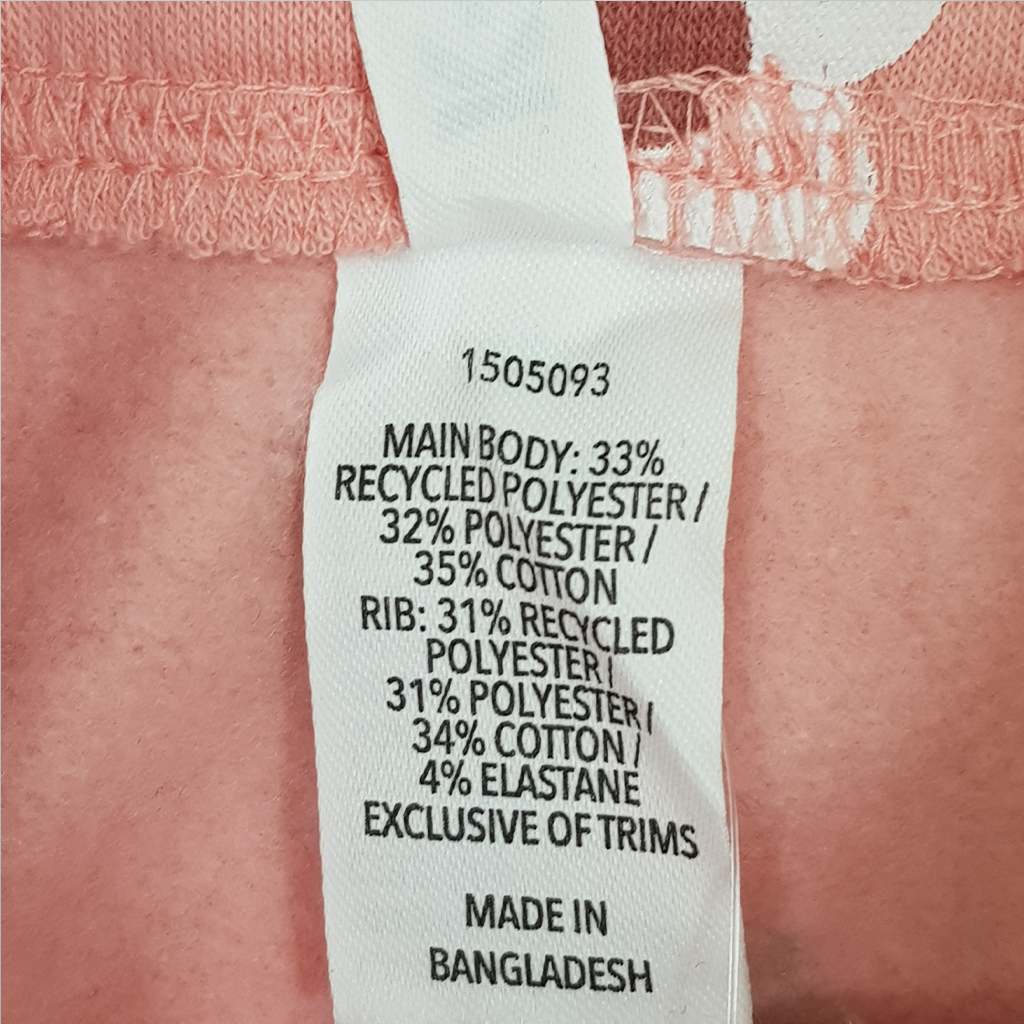 1505093
MAIN BODY: 33%
RECYCLED POLYESTER /
32% POLYESTER /
35% COTTON
RIB: 31% RECYCLED
POLYESTER /
31% POLYESTER /
34% COTTON /
4% ELASTANE
EXCLUSIVE OF TRIMS
MADE IN
BANGLADESH